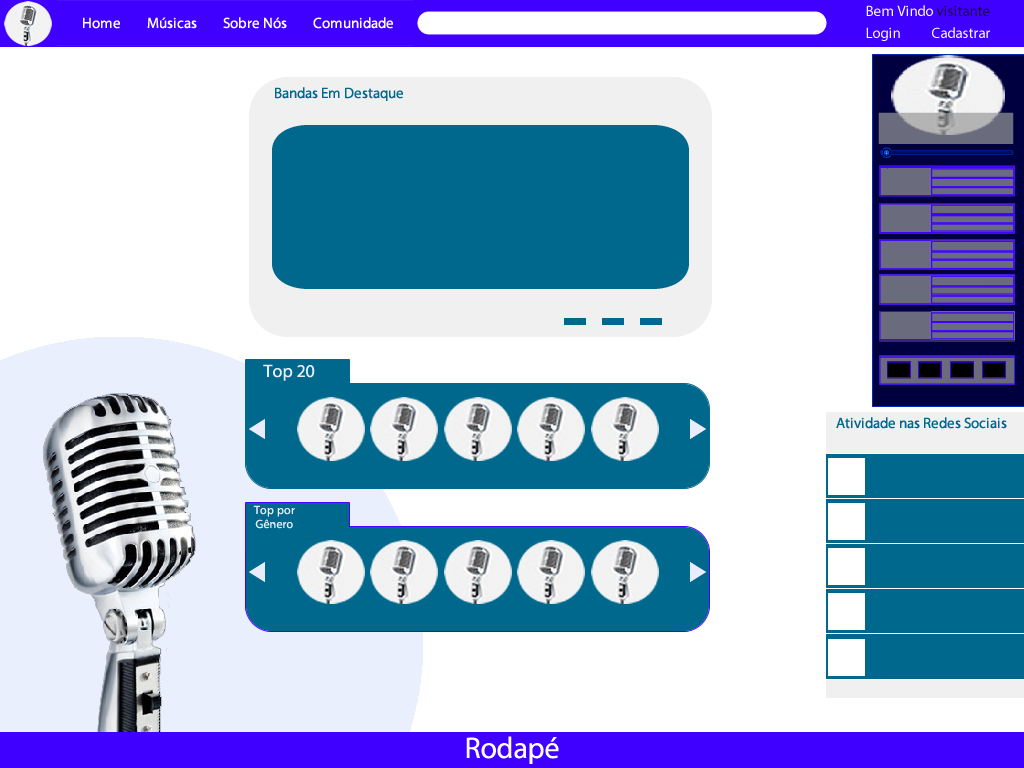 Home Músicas Sobre Nós Comunidade
Bem Vindo visitante
Login Cadastrar
Bandas Em Destaque
Top 20
Top por
Gênero
Atividade nas Redes Sociais
Rodapé